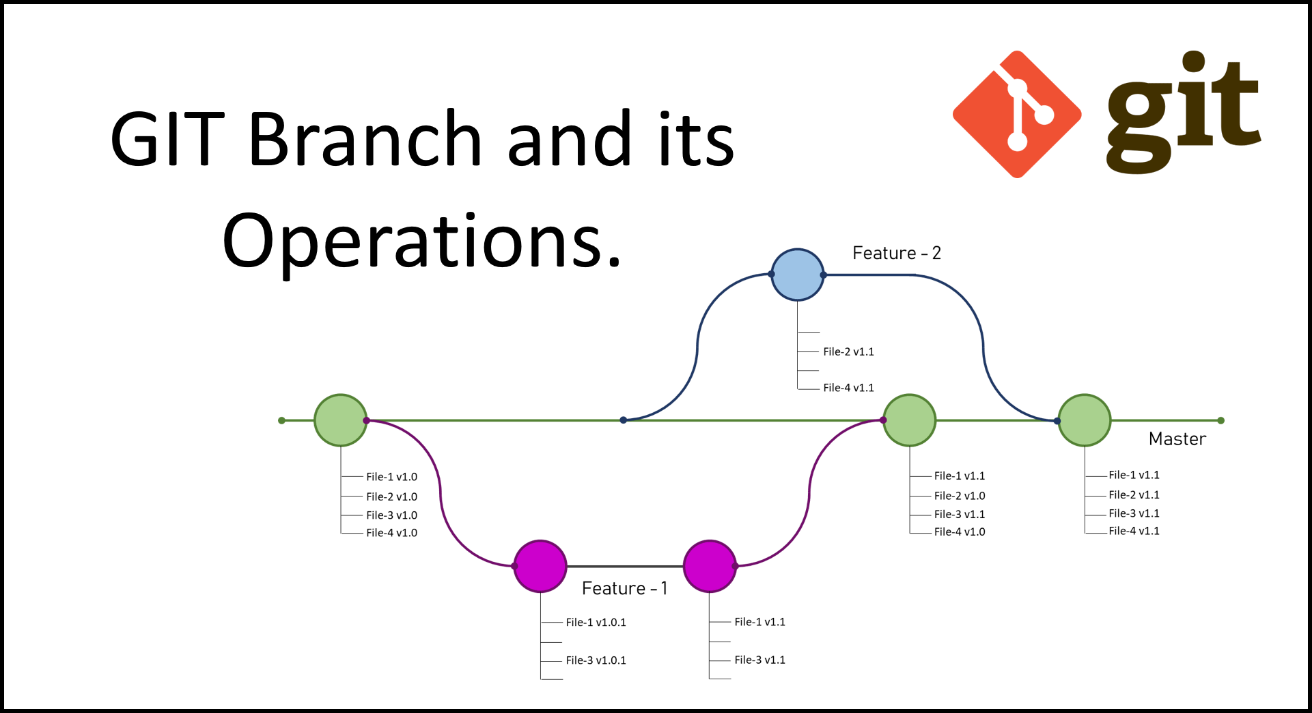 GIT Branch and its
Operations.
git
Feature - 2
File-2 v1.1
File-4 v1.1
Master
File-1 v1.0
File-2 v1.0
File-3 v1.0
File-4 v1.0
File-1 v1.1
File-2 v1.0
File-3 v1.1
File-4 v1.0
File-1 v1.1
File-2 v1.1
File-3 v1.1
File-4 v1.1
Feature - 1
File-1 v1.0.1
File-3 v1.0.1
File-1 v1.1
File-3 v1.1